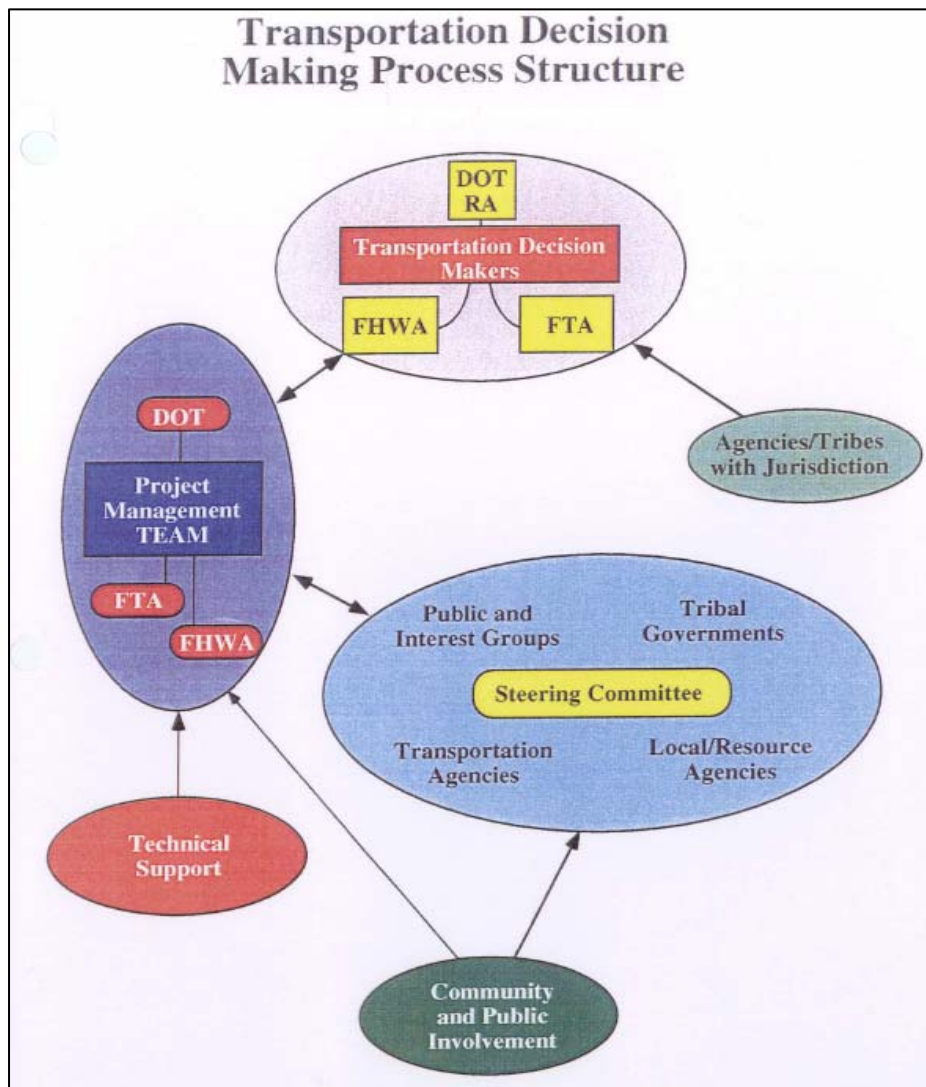 Transportation Decision
Making Process Structure
DOT
RA
Transportation Decision
Makers
FHWA
FTA
Agencies/Tribes
with Jurisdiction
DOT
Project
Management
TEAM
FTA
FHWA
Public and
Interest Groups
Tribal
Governments
Steering Committee
Transportation
Agencies
Local/Resource
Agencies
Technical
Support
Community
and Public
Involvement